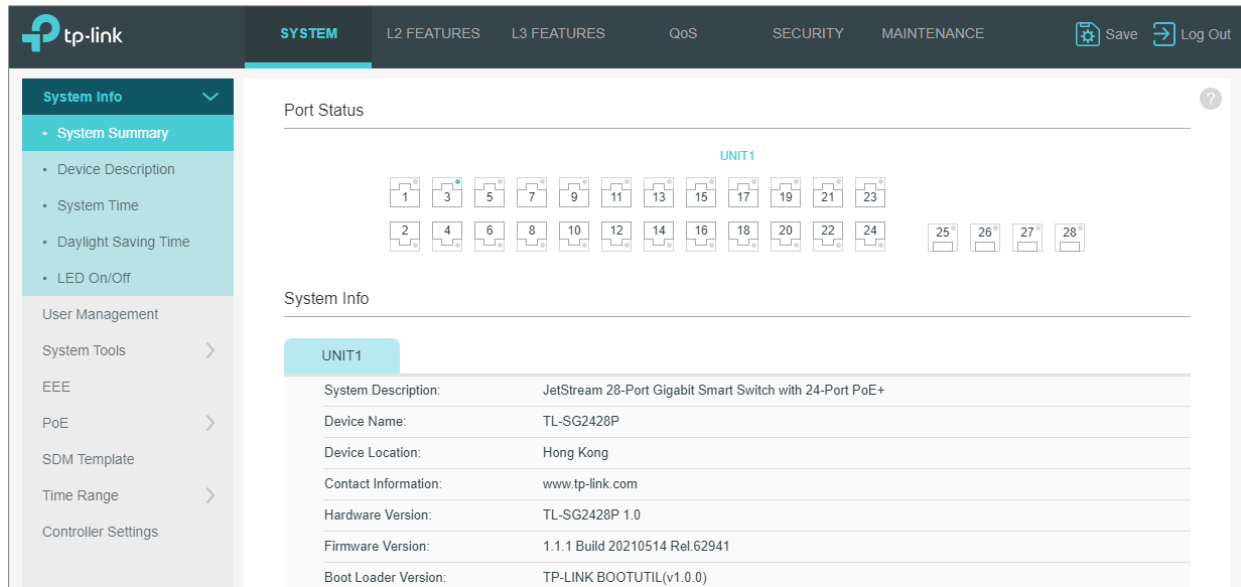 tp-link
SYSTEM L2 FEATURES L3 FEATURES QoS SECURITY MAINTENANCE Save Log Out
System Info
• System Summary
• Device Description
• System Time
• Daylight Saving Time
• LED On/Off
User Management
System Tools
EEE
PoE
SDM Template
Time Range
Controller Settings
Port Status
?
UNIT1
1 3 5 7 9 11 13 15 17 19 21 23
2 4 6 8 10 12 14 16 18 20 22 24 25 26 27 28
System Info
UNIT1
System Description: JetStream 28-Port Gigabit Smart Switch with 24-Port PoE+
Device Name: TL-SG2428P
Device Location: Hong Kong
Contact Information: www.tp-link.com
Hardware Version: TL-SG2428P 1.0
Firmware Version: 1.1.1 Build 20210514 Rel.62941
Boot Loader Version: TP-LINK BOOTUTIL(v1.0.0)